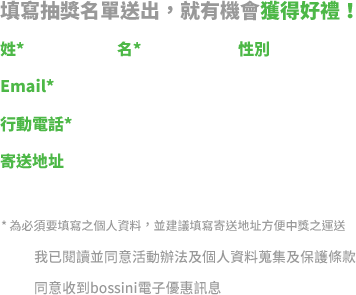 填寫抽獎名單送出，就有機會獲得好禮！
姓* 名* 性別
Email*
行動電話*
寄送地址
* 為必須要填寫之個人資料，並建議填寫寄送地址方便中獎之運送
我已閱讀並同意活動辦法及個人資料蒐集及保護條款
同意收到bossini電子優惠訊息